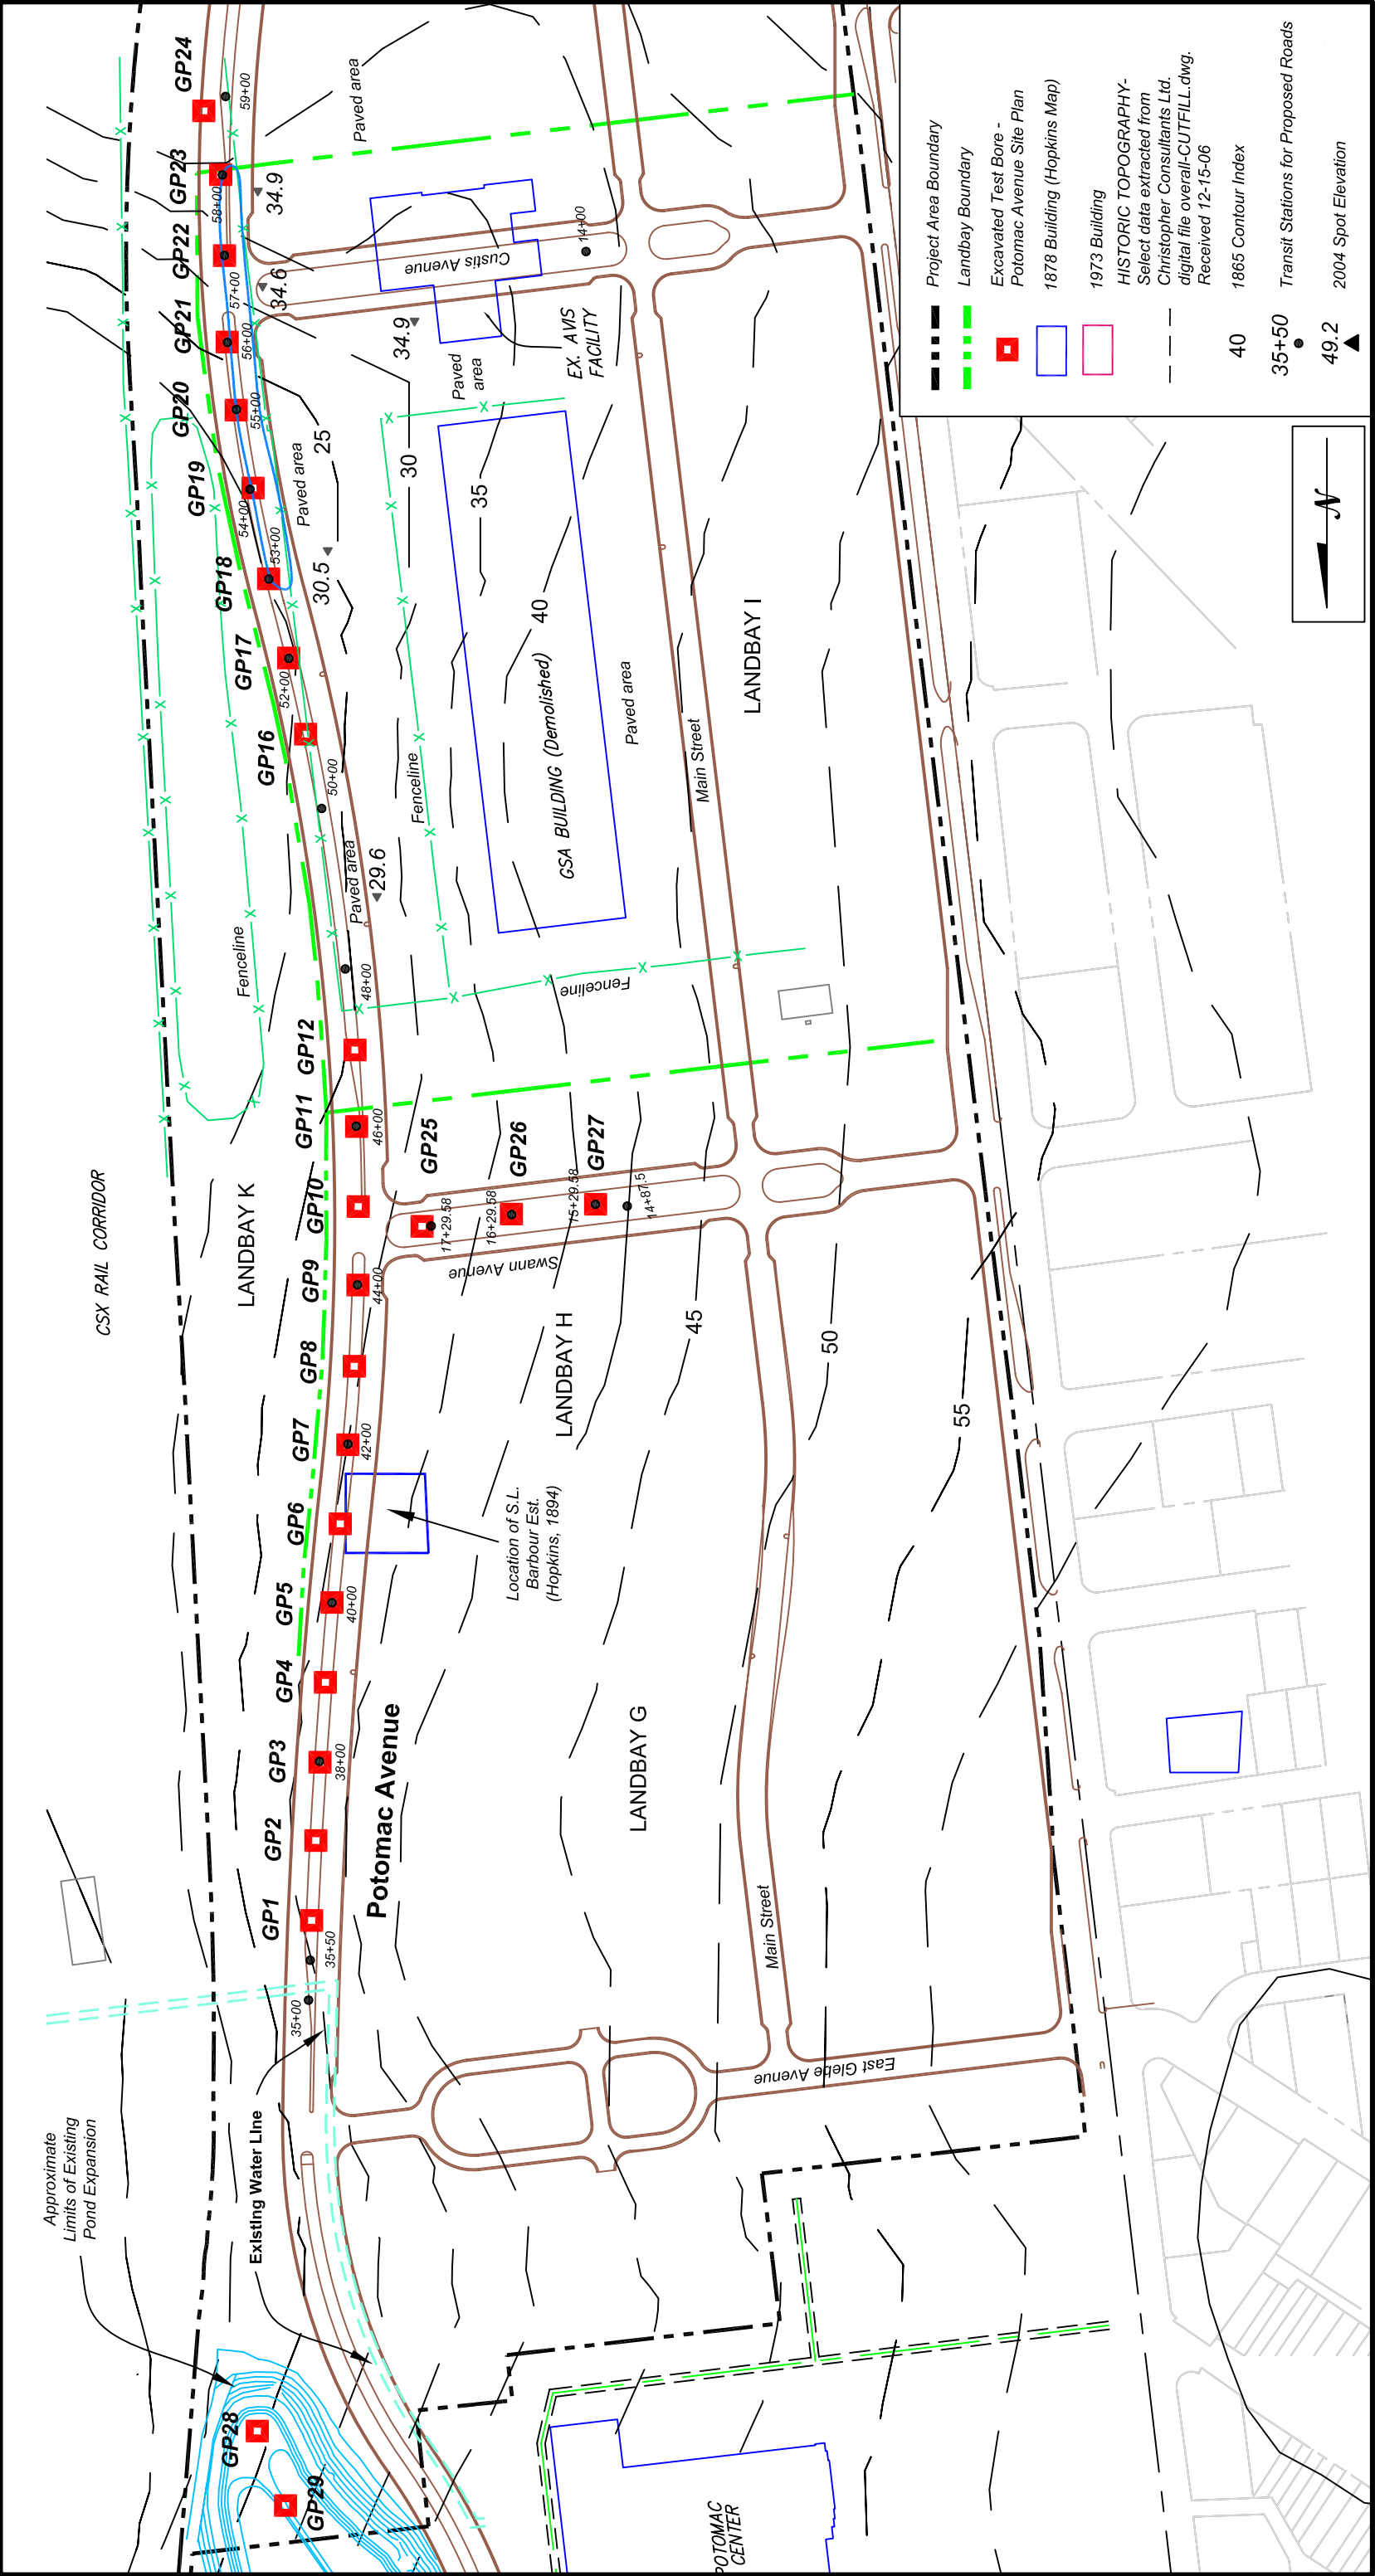 Approximate
Limits of Existing
Pond Expansion
Existing Water Line
GP28
GP29
POTOMAC
CENTER
CSX RAIL CORRIDOR
LANDBAY K
LANDBAY H
LANDBAY G
LANDBAY I
Potomac Avenue
East Glebe Avenue
Main Street
Main Street
Swann Avenue
Custis Avenue
GP1
GP2
GP3
GP4
GP5
GP6
GP7
GP8
GP9
GP10
GP11
GP12
GP16
GP17
GP18
GP19
GP20
GP21
GP22
GP23
GP24
GP25
GP26
GP27
35+00
35+50
38+00
40+00
42+00
44+00
46+00
48+00
50+00
52+00
53+00
54+00
55+00
56+00
57+00
58+00
59+00
17+29.58
16+29.58
15+29.58
14+87.5
14+00
Location of S.L.
Barbour Est.
(Hopkins, 1894)
Fenceline
Fenceline
Fenceline
Paved area
29.6
Paved area
30.5
Paved area
Paved
area
Paved area
GSA BUILDING (Demolished)
EX. AVIS
FACILITY
34.9
34.6
34.9
25
30
35
40
45
50
55
Project Area Boundary
Landbay Boundary
Excavated Test Bore -
Potomac Avenue Site Plan
1878 Building (Hopkins Map)
1973 Building
HISTORIC TOPOGRAPHY-
Select data extracted from
Christopher Consultants Ltd.
digital file overall-CUTFILL.dwg.
Received 12-15-06
40
1865 Contour Index
35+50
Transit Stations for Proposed Roads
49.2
2004 Spot Elevation
N